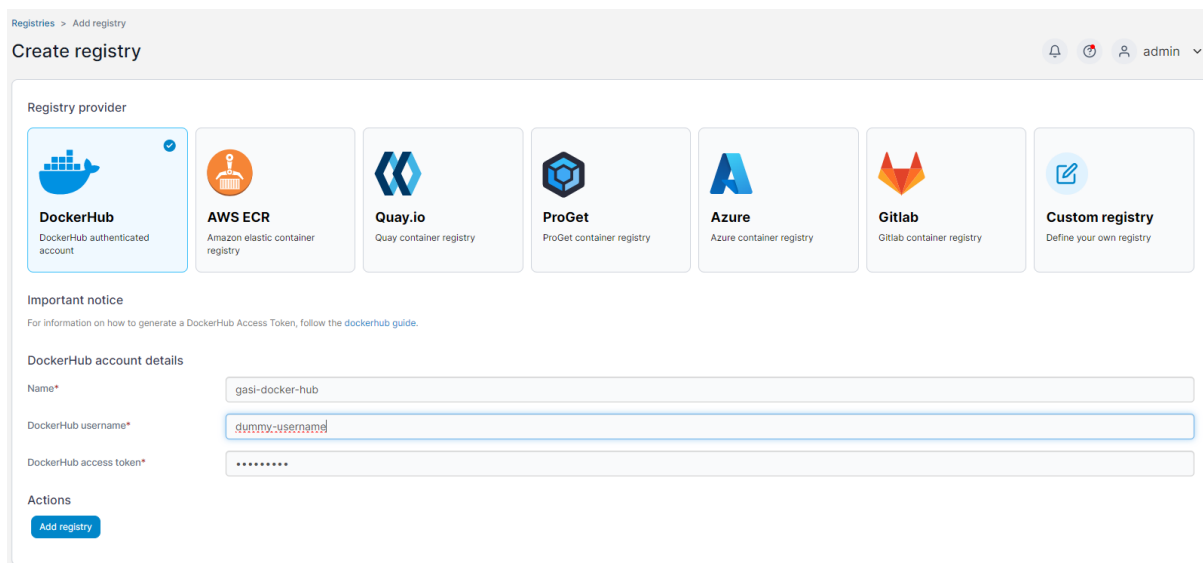 Registries > Add registry
Create registry
admin
Registry provider
DockerHub
DockerHub authenticated
account
AWS ECR
Amazon elastic container
registry
Quay.io
Quay container registry
ProGet
ProGet container registry
Azure
Azure container registry
Gitlab
Gitlab container registry
Custom registry
Define your own registry
Important notice
For information on how to generate a DockerHub Access Token, follow the dockerhub guide.
DockerHub account details
Name*
gasi-docker-hub
DockerHub username*
dummy-username
DockerHub access token*
•••••••••
Actions
Add registry